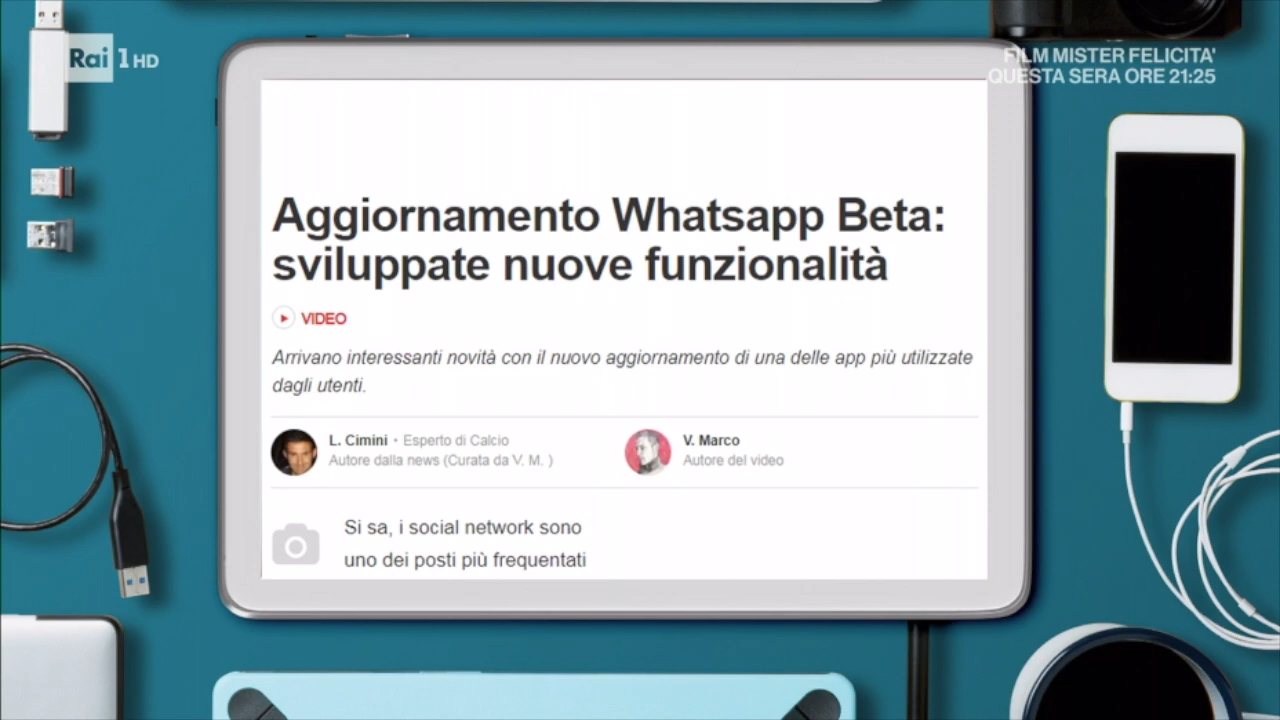 Rai 1 HD
FILM MISTER FELICITA'
QUESTA SERA ORE 21:25
Aggiornamento Whatsapp Beta:
sviluppate nuove funzionalità
VIDEO
Arrivano interessanti novità con il nuovo aggiornamento di una delle app più utilizzate
dagli utenti.
L. Cimini • Esperto di Calcio
Autore dalla news (Curata da V. M. )
V. Marco
Autore del video
Si sa, i social network sono
uno dei posti più frequentati